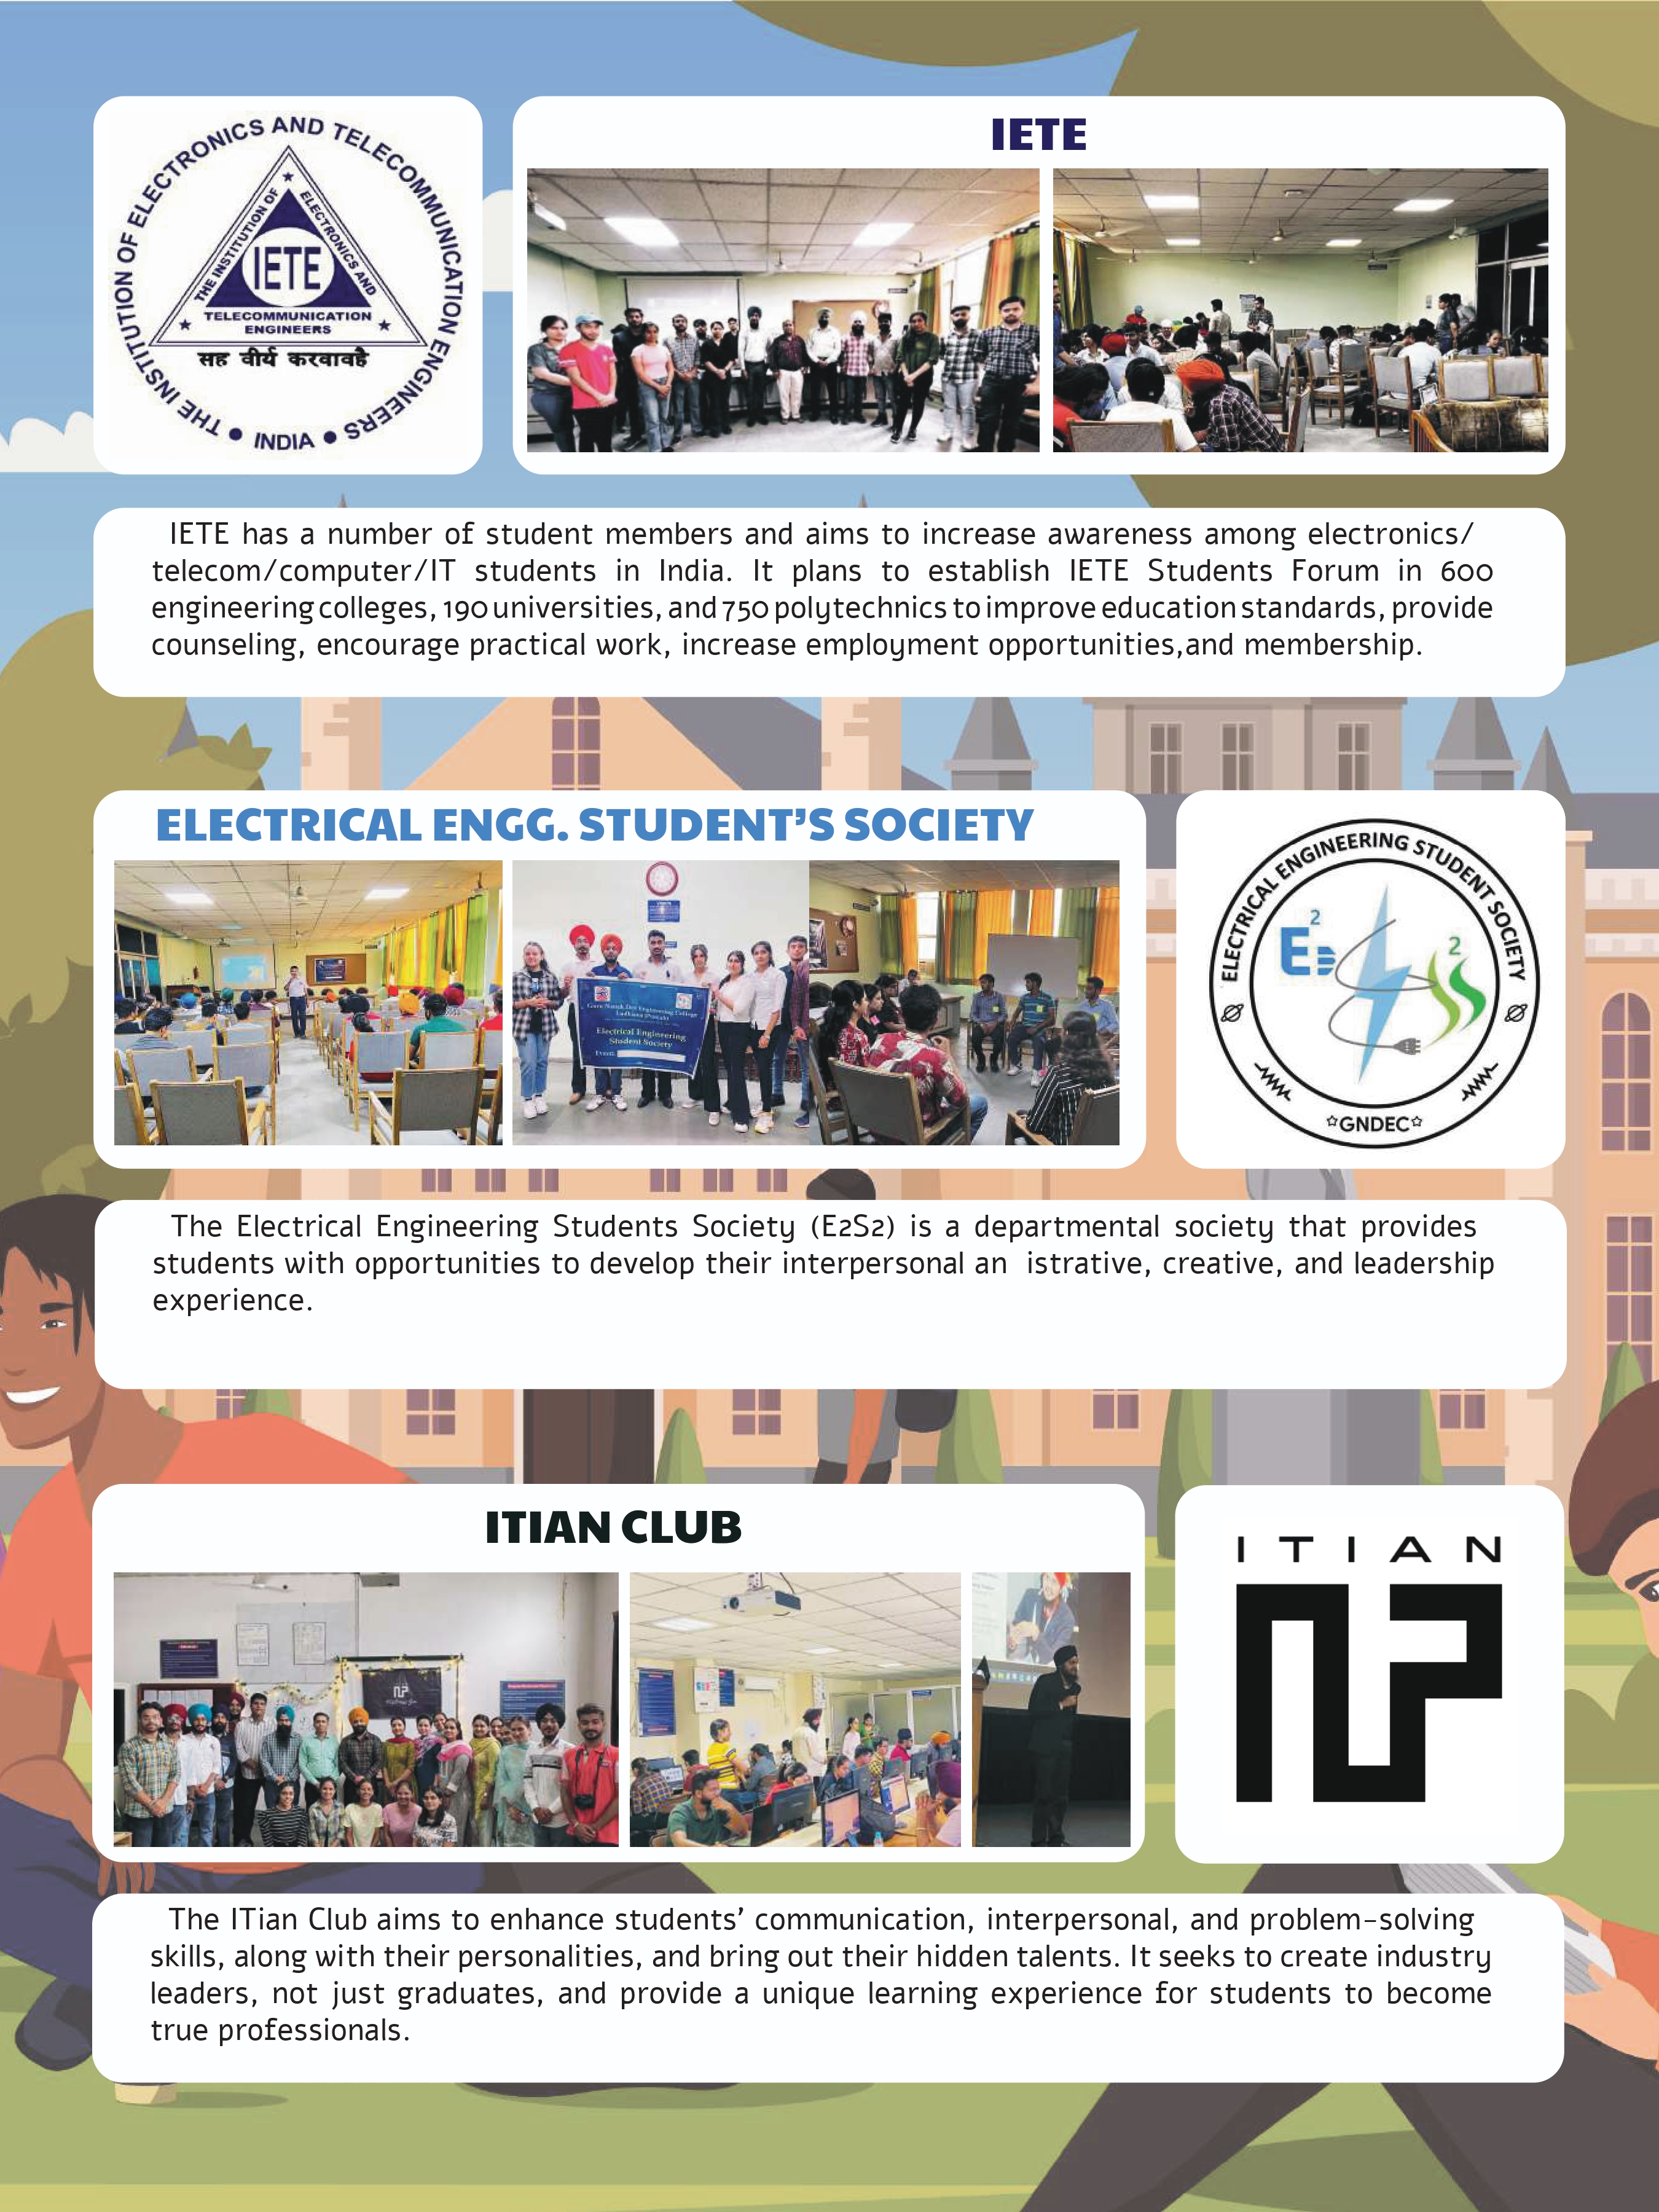 THE INSTITUTION OF ELECTRONICS AND TELECOMMUNICATION ENGINEERS
INDIA
THE INSTITUTION OF
ELECTRONICS AND
IETE
TELECOMMUNICATION
ENGINEERS
सह वीर्य करवावहै
IETE
IETE has a number of student members and aims to increase awareness among electronics/
telecom/computer/IT students in India. It plans to establish IETE Students Forum in 600
engineering colleges, 190 universities, and 750 polytechnics to improve education standards, provide
counseling, encourage practical work, increase employment opportunities,and membership.
ELECTRICAL ENGG. STUDENT'S SOCIETY
Guru Nanak Dev Engineering College
Ludhiana (Punjab)
Electrical Engineering
Student Society
Event:
ELECTRICAL ENGINEERING STUDENT SOCIETY
E2
S2
☆GNDEC☆
The Electrical Engineering Students Society (E2S2) is a departmental society that provides
students with opportunities to develop their interpersonal an istrative, creative, and leadership
experience.
ITIAN CLUB
ITIAN
The ITian Club aims to enhance students' communication, interpersonal, and problem-solving
skills, along with their personalities, and bring out their hidden talents. It seeks to create industry
leaders, not just graduates, and provide a unique learning experience for students to become
true professionals.